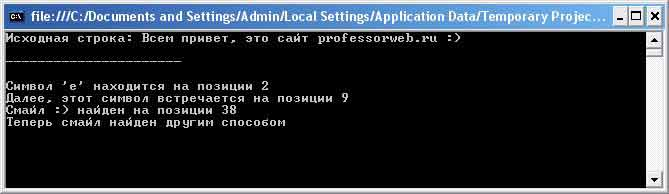 file:///C:/Documents and Settings/Admin/Local Settings/Application Data/Temporary Projec...
Исходная строка: Всем привет, это сайт professorweb.ru :)
----------------------
Символ 'е' находится на позиции 2
Далее, этот символ встречается на позиции 9
Смайл :) найден на позиции 38
Теперь смайл найден другим способом